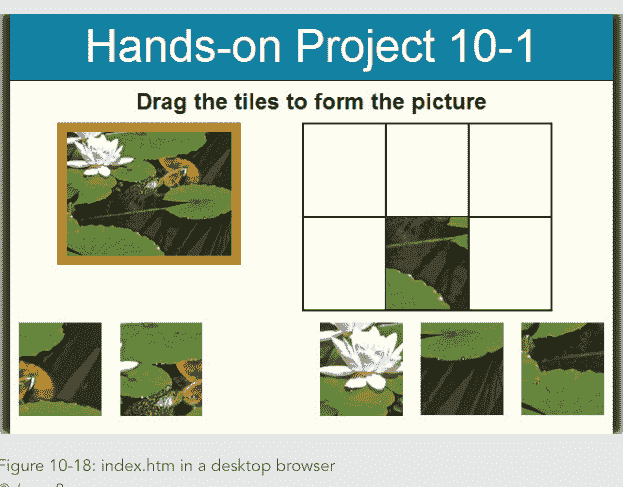 Hands-on Project 10-1
Drag the tiles to form the picture
Figure 10-18: index.htm in a desktop browser